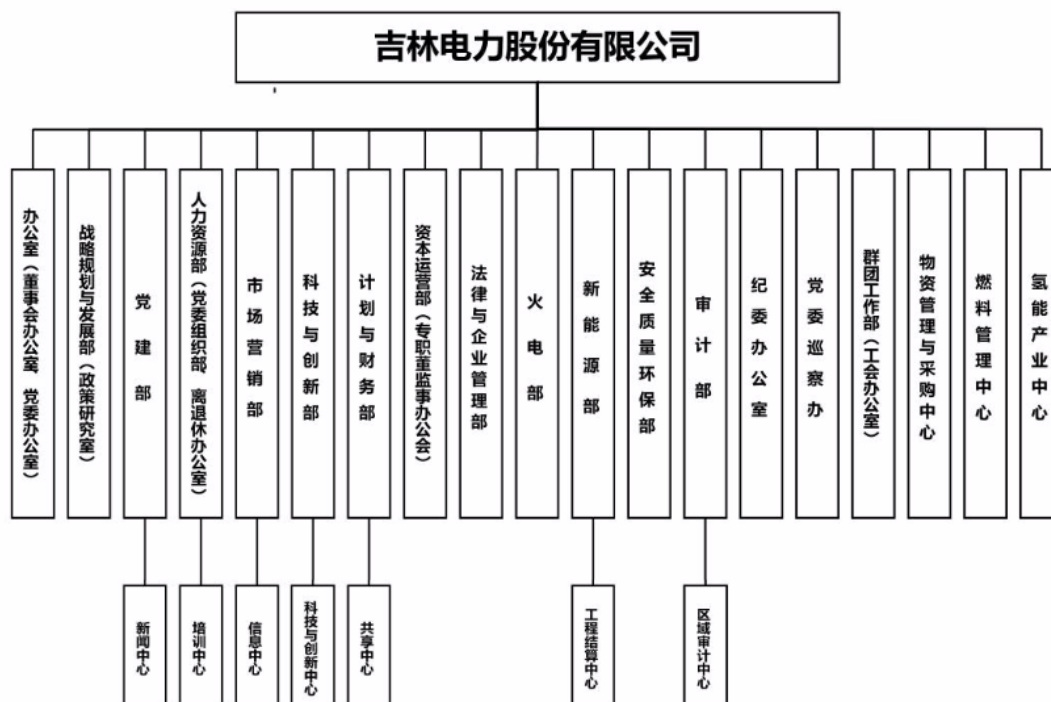 吉林电力股份有限公司
办公室（董事会办公室、党委办公室）
战略规划与发展部（政策研究室）
党建部
人力资源部（党委组织部、离退休办公室）
市场营销部
科技与创新部
计划与财务部
资本运营部（专职董监事办公会）
法律与企业管理部
火电部
新能源部
安全质量环保部
审计部
纪委办公室
党委巡察办
群团工作部（工会办公室）
物资管理与采购中心
燃料管理中心
氢能产业中心
新闻中心
培训中心
信息中心
科技与创新中心
共享中心
工程结算中心
区域审计中心